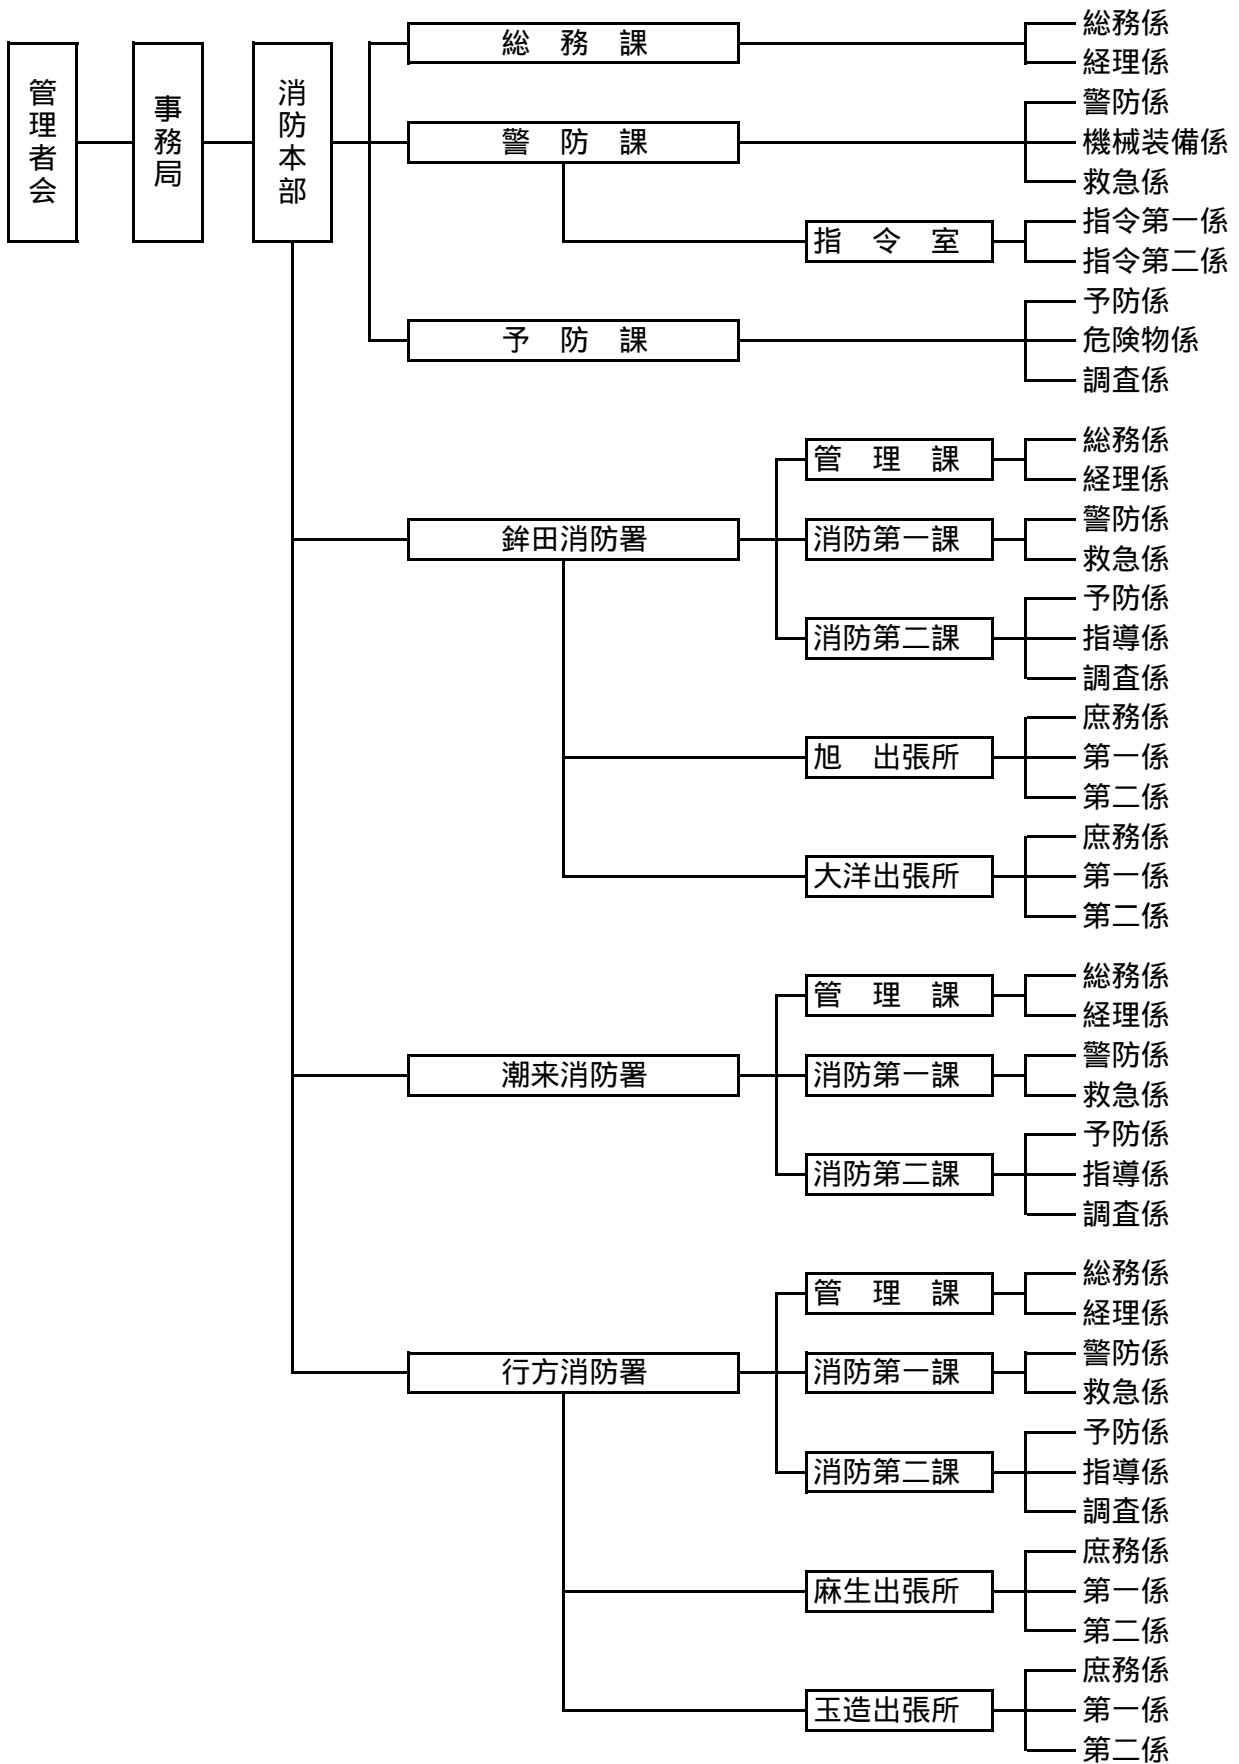 管理者会
事務局
消防本部
総　務　課
総務係
経理係
警　防　課
警防係
機械装備係
救急係
指　令　室
指令第一係
指令第二係
予　防　課
予防係
危険物係
調査係
鉾田消防署
管　理　課
総務係
経理係
消防第一課
警防係
救急係
消防第二課
予防係
指導係
調査係
旭　出張所
庶務係
第一係
第二係
大洋出張所
庶務係
第一係
第二係
潮来消防署
管　理　課
総務係
経理係
消防第一課
警防係
救急係
消防第二課
予防係
指導係
調査係
行方消防署
管　理　課
総務係
経理係
消防第一課
警防係
救急係
消防第二課
予防係
指導係
調査係
麻生出張所
庶務係
第一係
第二係
玉造出張所
庶務係
第一係
第二係